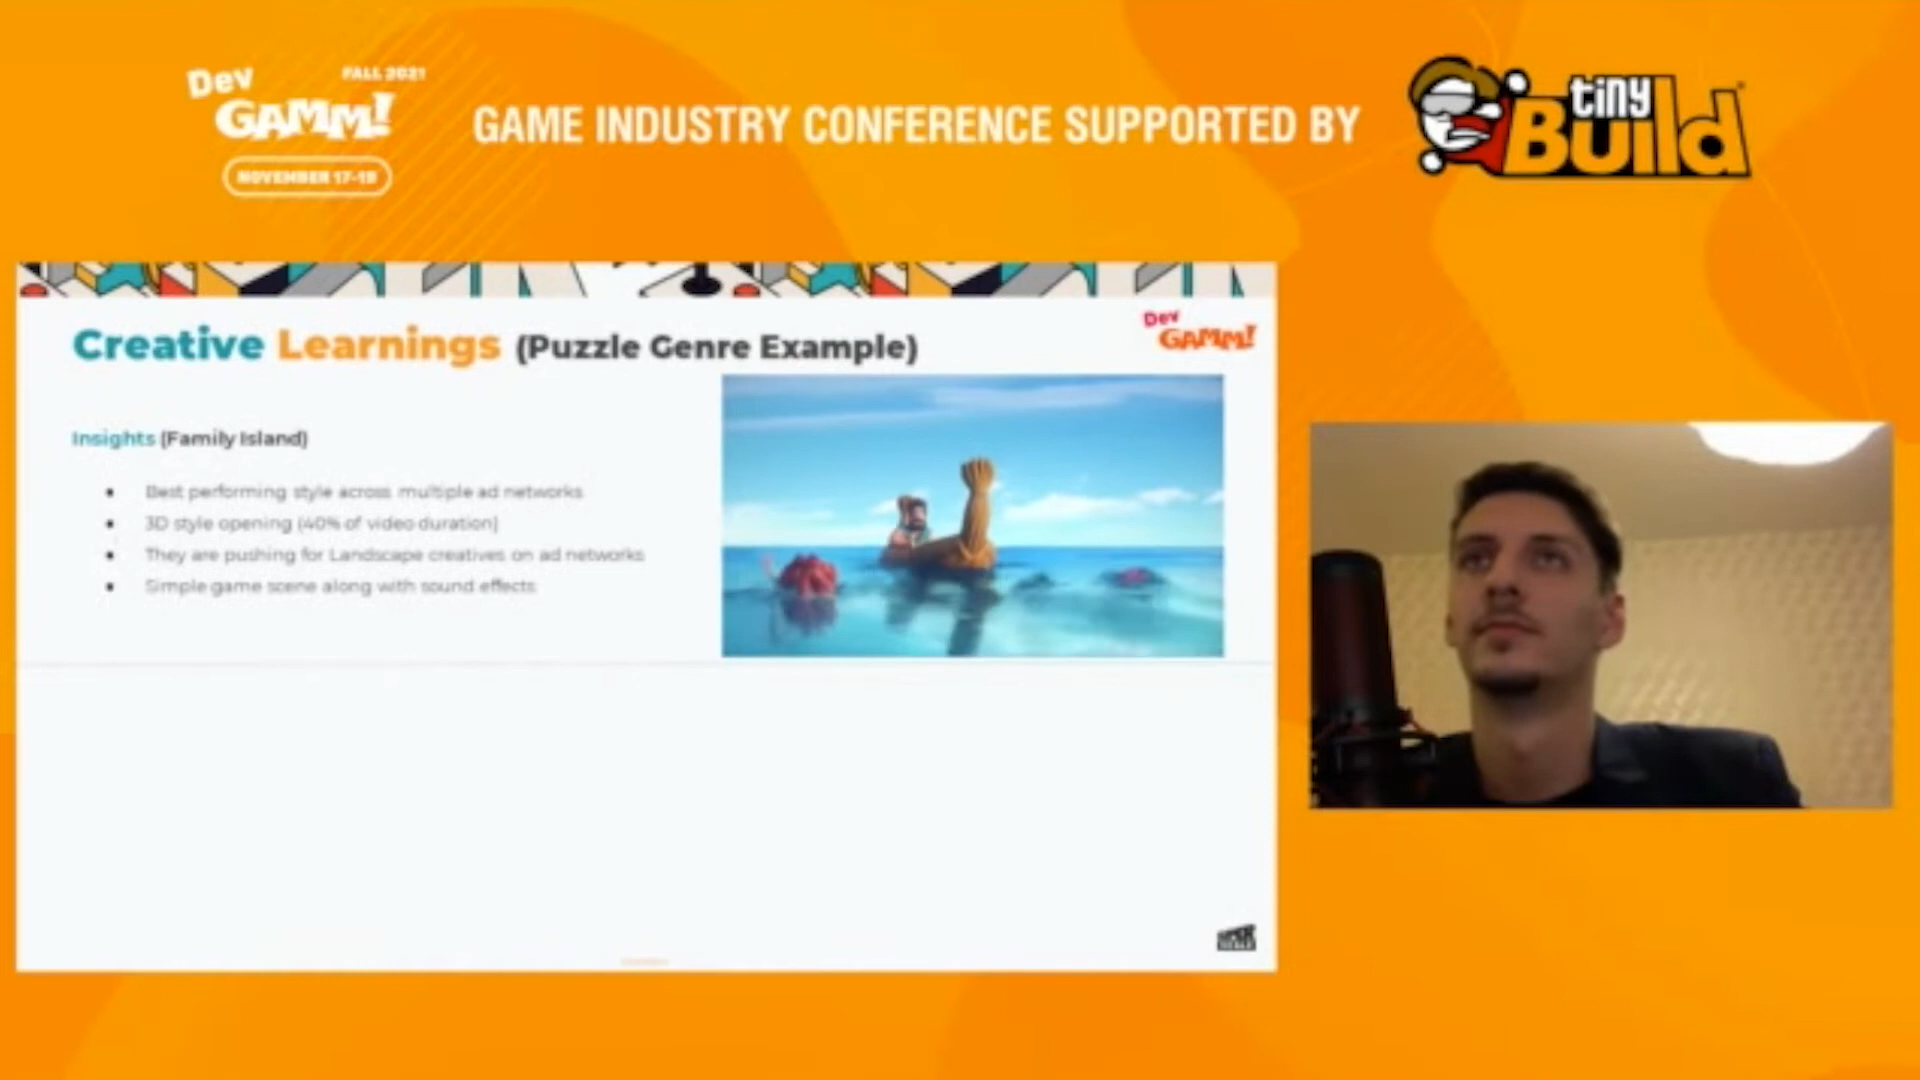 Dev
GAMM!
FALL 2021
NOVEMBER 17-19
GAME INDUSTRY CONFERENCE SUPPORTED BY
tiny
Build
Creative Learnings (Puzzle Genre Example)
Dev
GAMM!
Insights (Family Island)
• Best performing style across multiple ad networks
• 3D style opening (40% of video duration)
• They are pushing for Landscape creatives on ad networks
• Simple game scene along with sound effects
SUPER
SCALE